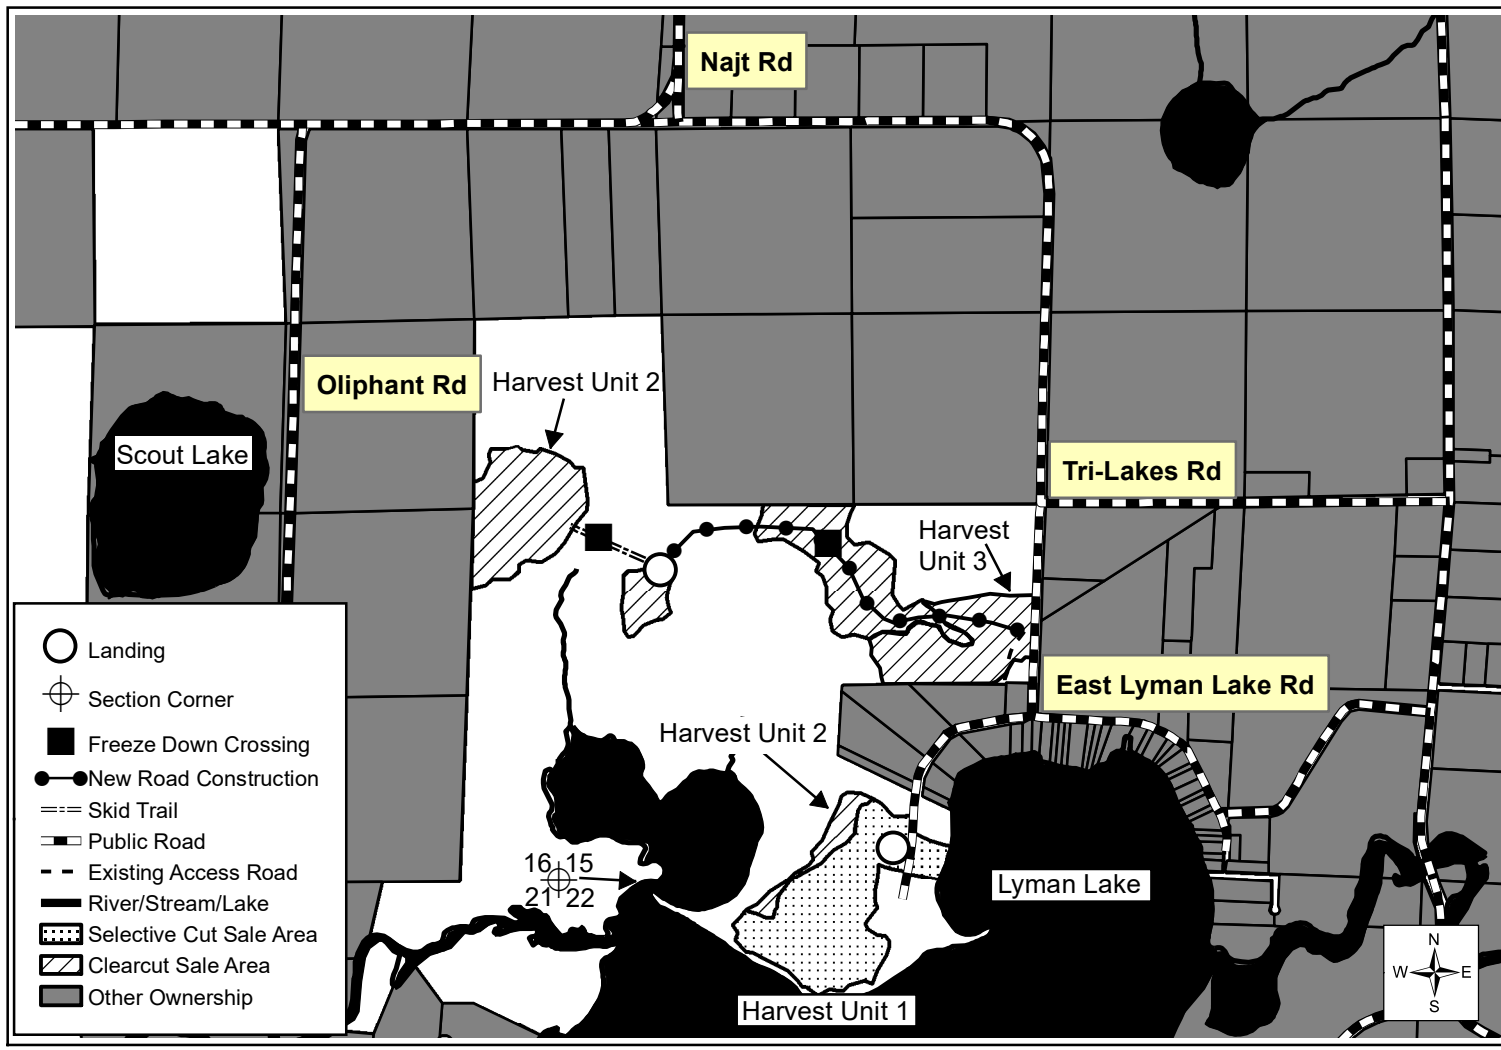 Najt Rd
Oliphant Rd
Harvest Unit 2
Scout Lake
Tri-Lakes Rd
Harvest
Unit 3
East Lyman Lake Rd
Harvest Unit 2
16 15
21 22
Lyman Lake
Harvest Unit 1
Landing
Section Corner
Freeze Down Crossing
New Road Construction
Skid Trail
Public Road
Existing Access Road
River/Stream/Lake
Selective Cut Sale Area
Clearcut Sale Area
Other Ownership
N
W E
S